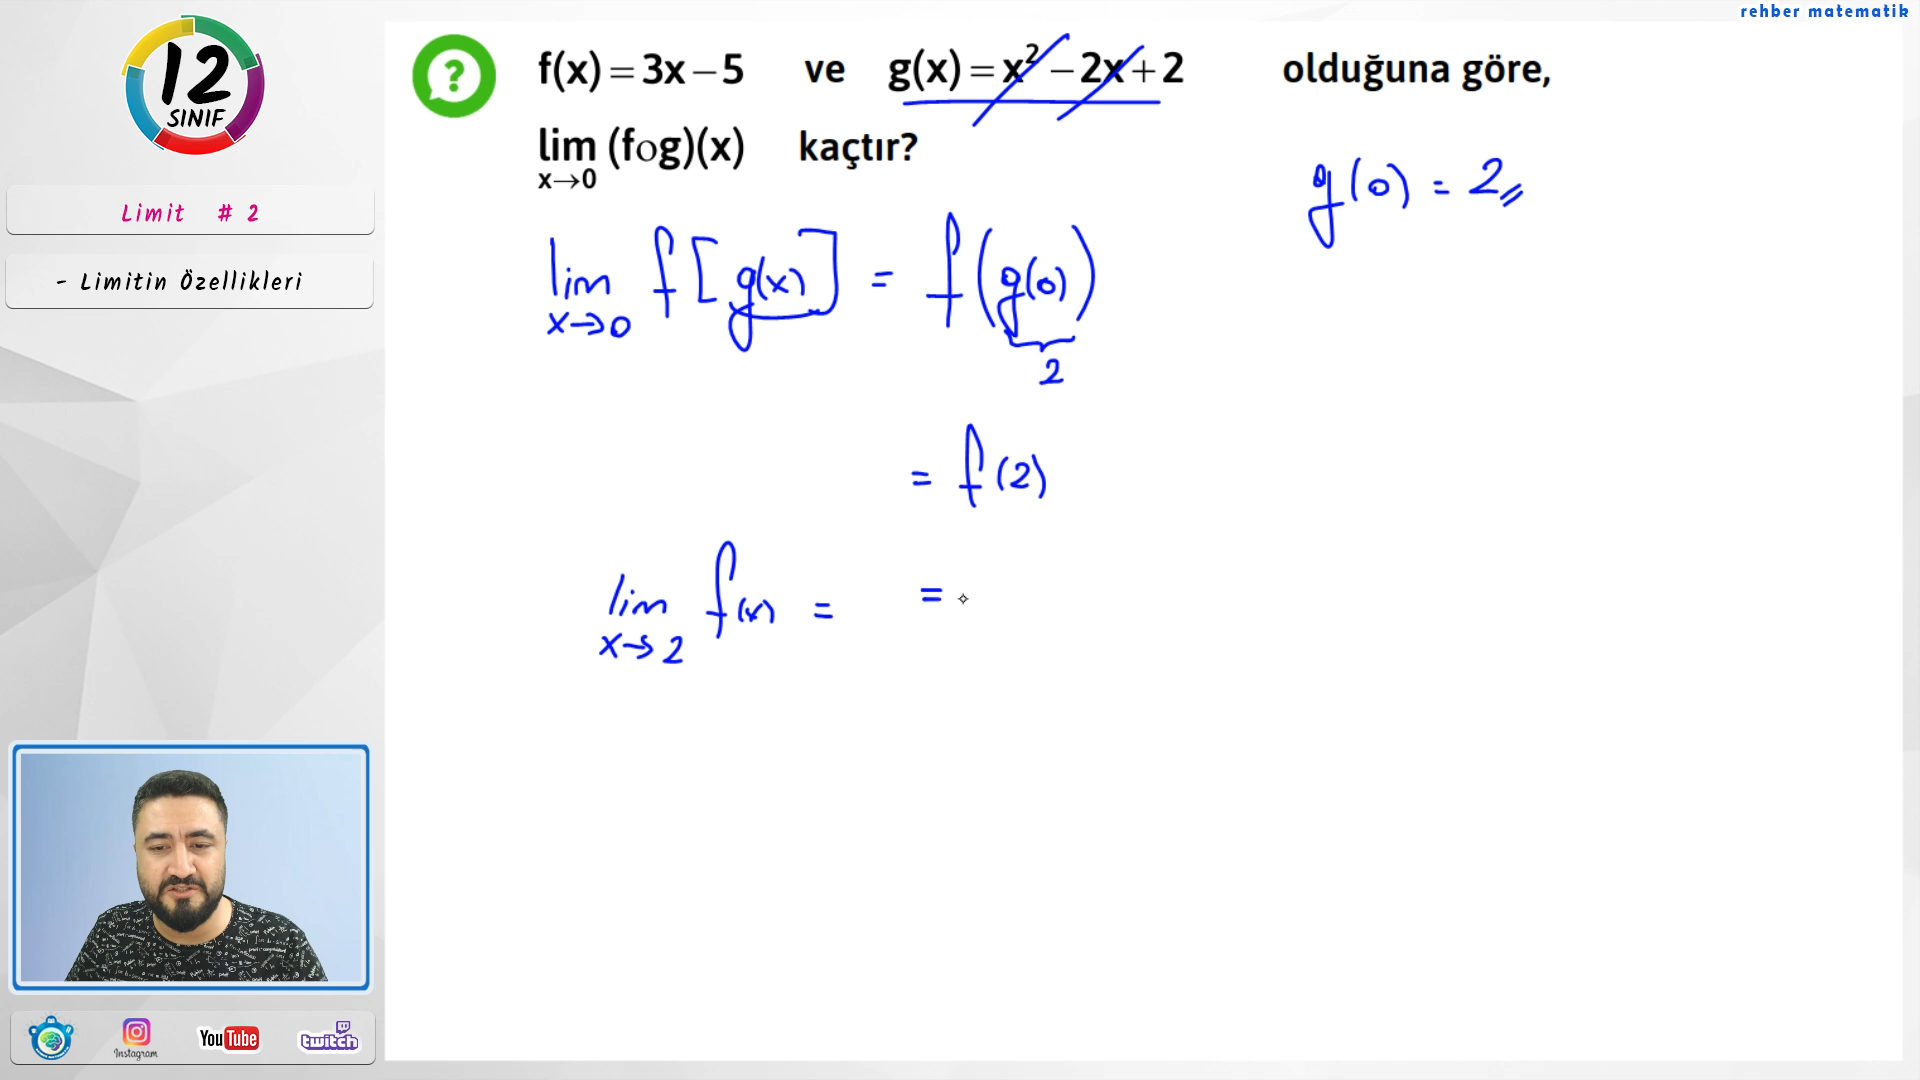 rehber matematik
12
SINIF
Limit # 2
- Limitin Özellikleri
?
f(x) = 3x − 5 ve g(x) = x² − 2x + 2 olduğuna göre,
lim (fog)(x) kaçtır?
x→0
g(0) = 2
lim f[g(x)] = f(g(0))
x→0
2
= f(2)
lim f(x) = =
x→2
Instagram
YouTube
twitch